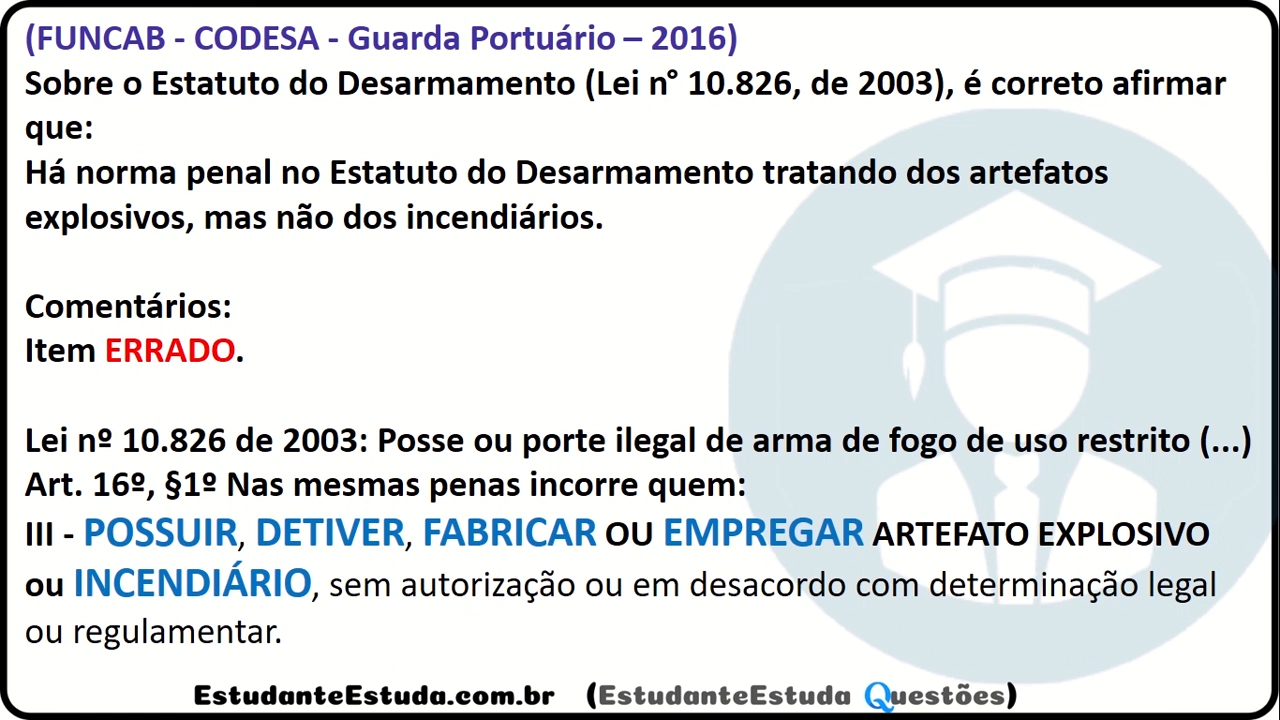 (FUNCAB - CODESA - Guarda Portuário – 2016)
Sobre o Estatuto do Desarmamento (Lei n° 10.826, de 2003), é correto afirmar
que:
Há norma penal no Estatuto do Desarmamento tratando dos artefatos
explosivos, mas não dos incendiários.
Comentários:
Item ERRADO.
Lei nº 10.826 de 2003: Posse ou porte ilegal de arma de fogo de uso restrito (...)
Art. 16º, §1º Nas mesmas penas incorre quem:
III - POSSUIR, DETIVER, FABRICAR OU EMPREGAR ARTEFATO EXPLOSIVO
ou INCENDIÁRIO, sem autorização ou em desacordo com determinação legal
ou regulamentar.
EstudanteEstuda.com.br (EstudanteEstuda Questões)